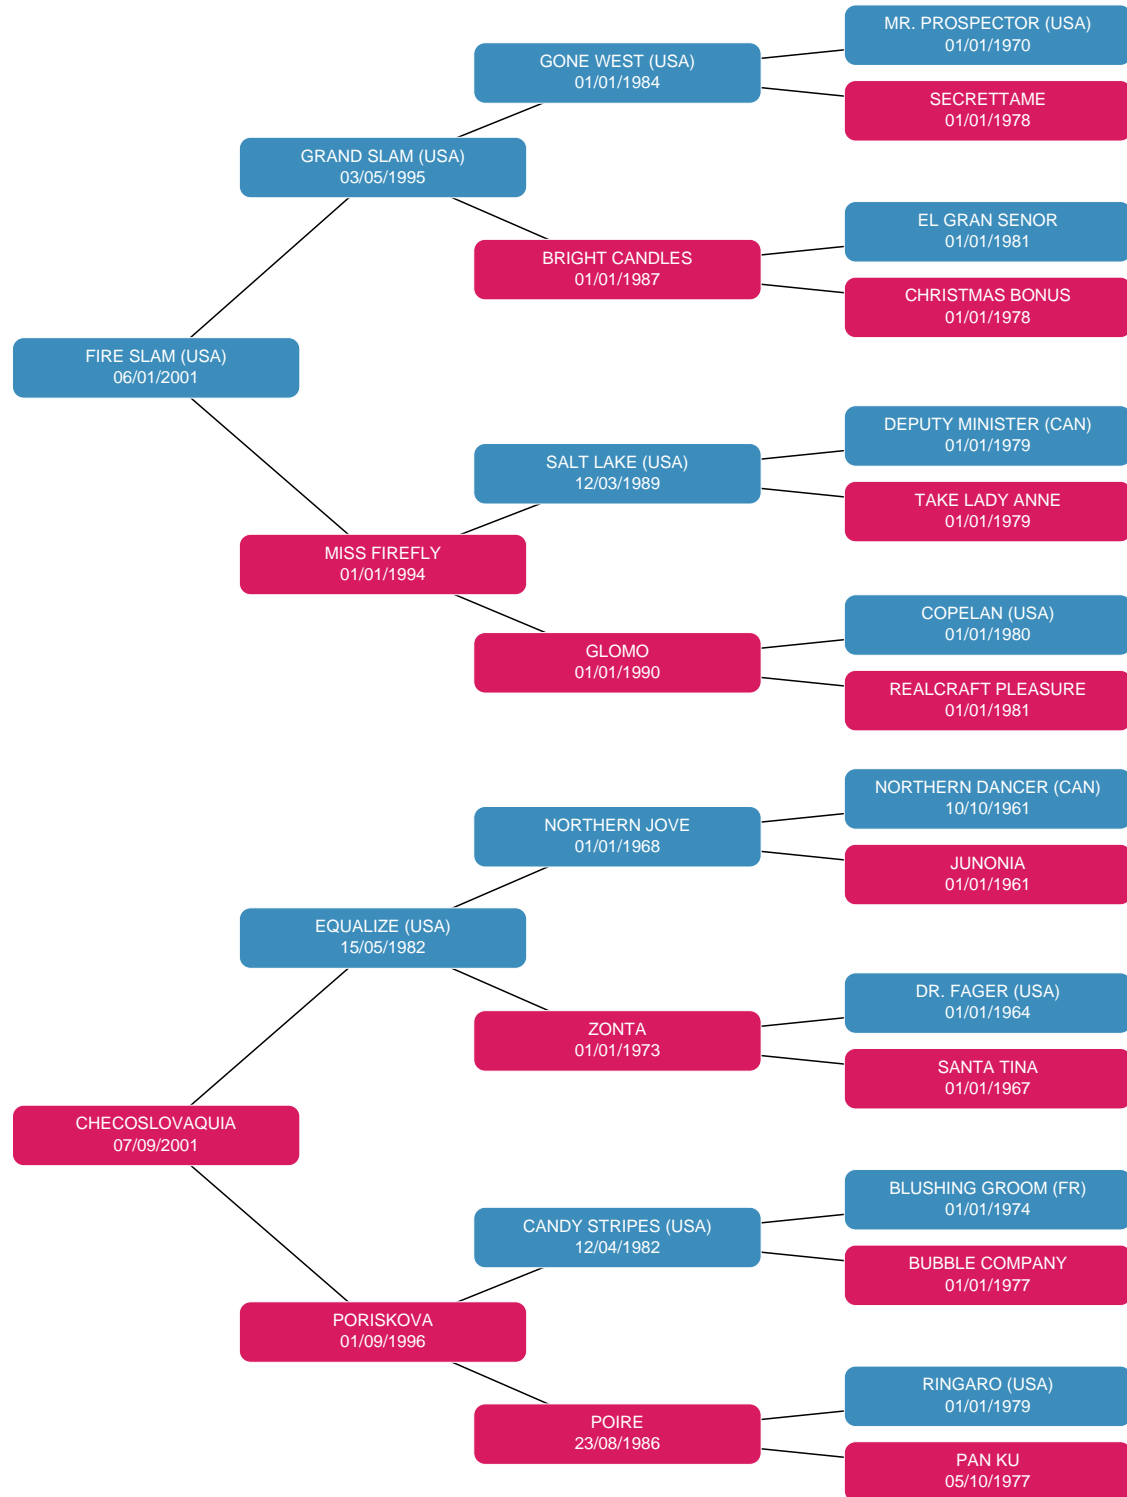 MR. PROSPECTOR (USA)
01/01/1970
GONE WEST (USA)
01/01/1984
SECRETTAME
01/01/1978
GRAND SLAM (USA)
03/05/1995
EL GRAN SENOR
01/01/1981
BRIGHT CANDLES
01/01/1987
CHRISTMAS BONUS
01/01/1978
FIRE SLAM (USA)
06/01/2001
DEPUTY MINISTER (CAN)
01/01/1979
SALT LAKE (USA)
12/03/1989
TAKE LADY ANNE
01/01/1979
MISS FIREFLY
01/01/1994
COPELAN (USA)
01/01/1980
GLOMO
01/01/1990
REALCRAFT PLEASURE
01/01/1981
NORTHERN DANCER (CAN)
10/10/1961
NORTHERN JOVE
01/01/1968
JUNONIA
01/01/1961
EQUALIZE (USA)
15/05/1982
DR. FAGER (USA)
01/01/1964
ZONTA
01/01/1973
SANTA TINA
01/01/1967
CHECOSLOVAQUIA
07/09/2001
BLUSHING GROOM (FR)
01/01/1974
CANDY STRIPES (USA)
12/04/1982
BUBBLE COMPANY
01/01/1977
PORISKOVA
01/09/1996
RINGARO (USA)
01/01/1979
POIRE
23/08/1986
PAN KU
05/10/1977